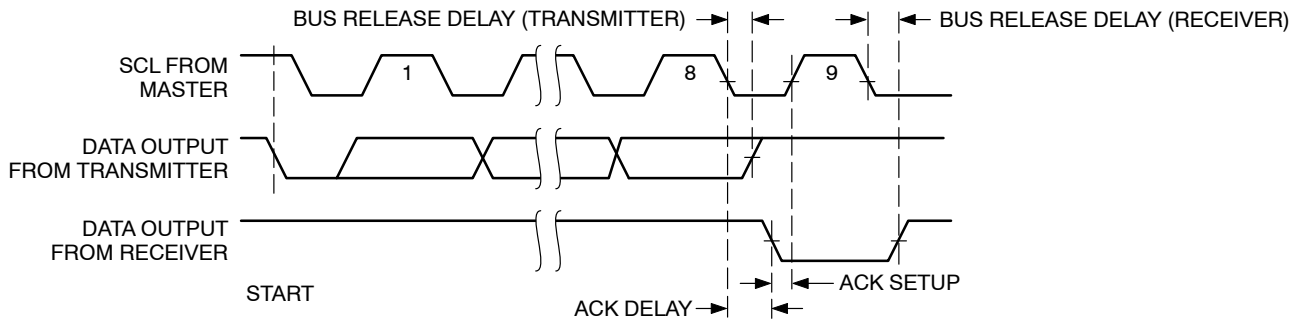 BUS RELEASE DELAY (TRANSMITTER)
BUS RELEASE DELAY (RECEIVER)
SCL FROM
MASTER
1
8
9
DATA OUTPUT
FROM TRANSMITTER
DATA OUTPUT
FROM RECEIVER
START
ACK SETUP
ACK DELAY